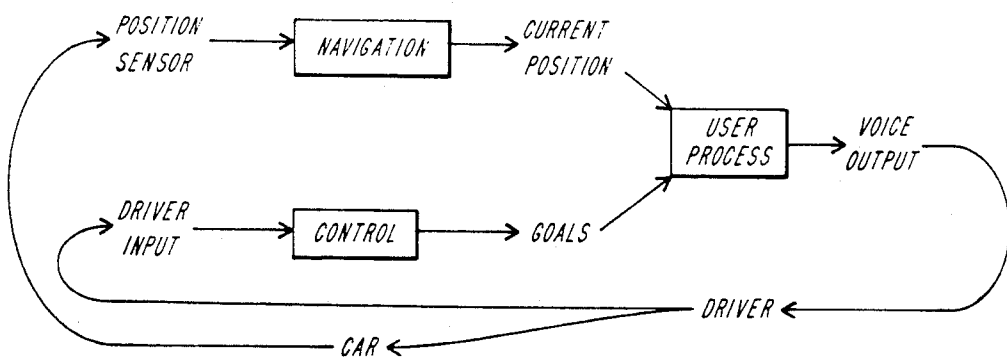 POSITION
SENSOR
NAVIGATION
CURRENT
POSITION
USER
PROCESS
VOICE
OUTPUT
DRIVER
INPUT
CONTROL
GOALS
DRIVER
CAR